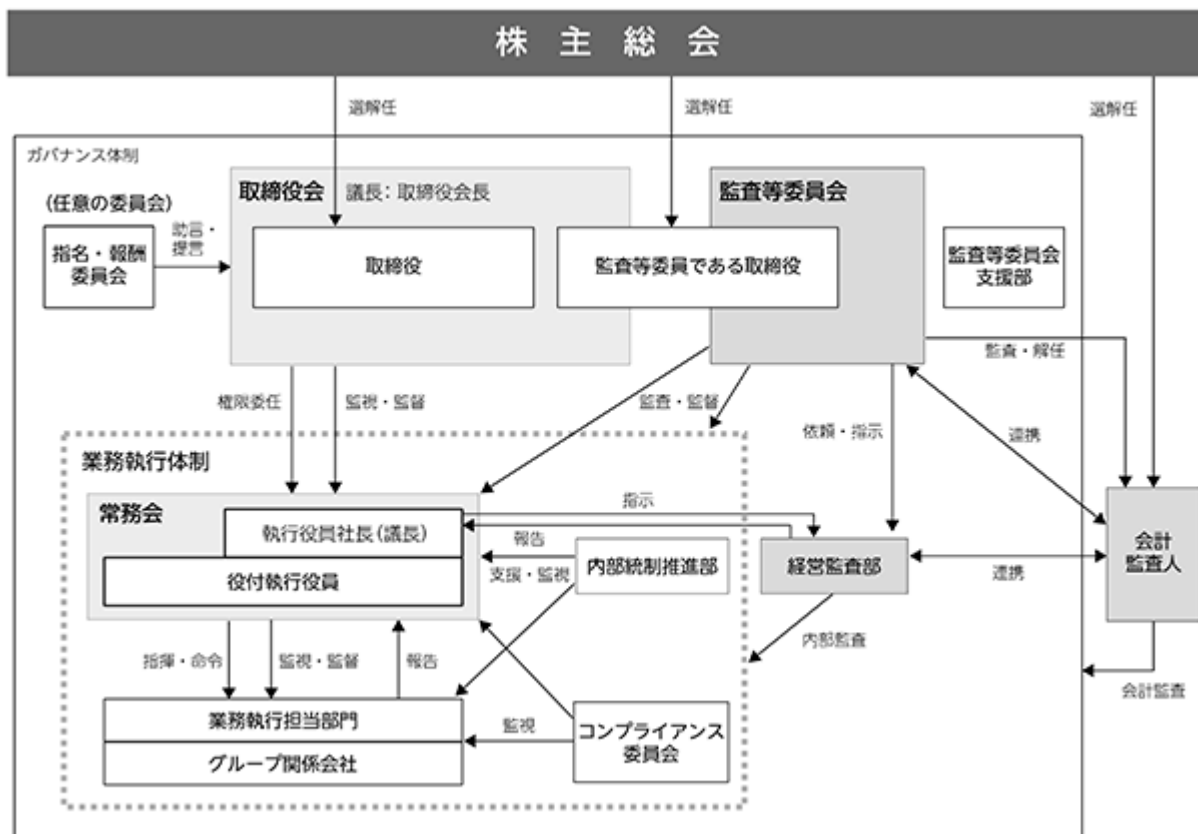 株主総会
選解任
選解任
選解任
ガバナンス体制
取締役会 議長：取締役会長
監査等委員会
(任意の委員会)
指名・報酬
委員会
助言・
提言
取締役
監査等委員である取締役
監査等委員会
支援部
権限委任
監視・監督
監査・監督
依頼・指示
監査・解任
連携
業務執行体制
常務会
執行役員社長(議長)
役付執行役員
指示
報告
支援・監視
内部統制推進部
経営監査部
連携
会計
監査人
内部監査
会計監査
指揮・命令
監視・監督
報告
業務執行担当部門
グループ関係会社
監視
コンプライアンス
委員会